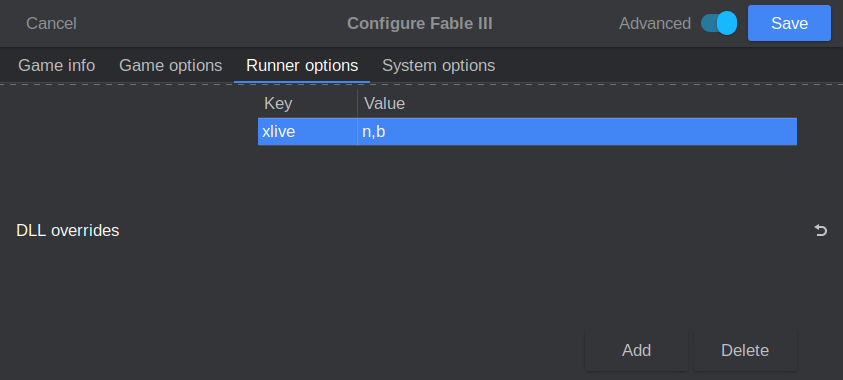 Cancel Configure Fable III Advanced Save
Game info Game options Runner options System options
Key Value
xlive n,b
DLL overrides
Add Delete